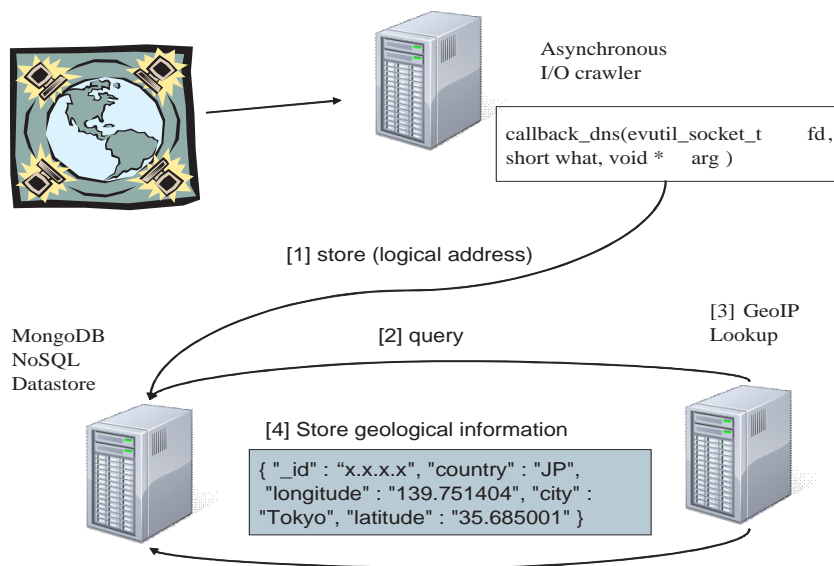 Asynchronous
I/O crawler
callback_dns(evutil_socket_t fd,
short what, void * arg )
[1] store (logical address)
[2] query
[3] GeoIP
Lookup
MongoDB
NoSQL
Datastore
[4] Store geological information
{ "_id" : “x.x.x.x", "country" : "JP",
"longitude" : "139.751404", "city" :
"Tokyo", "latitude" : "35.685001" }